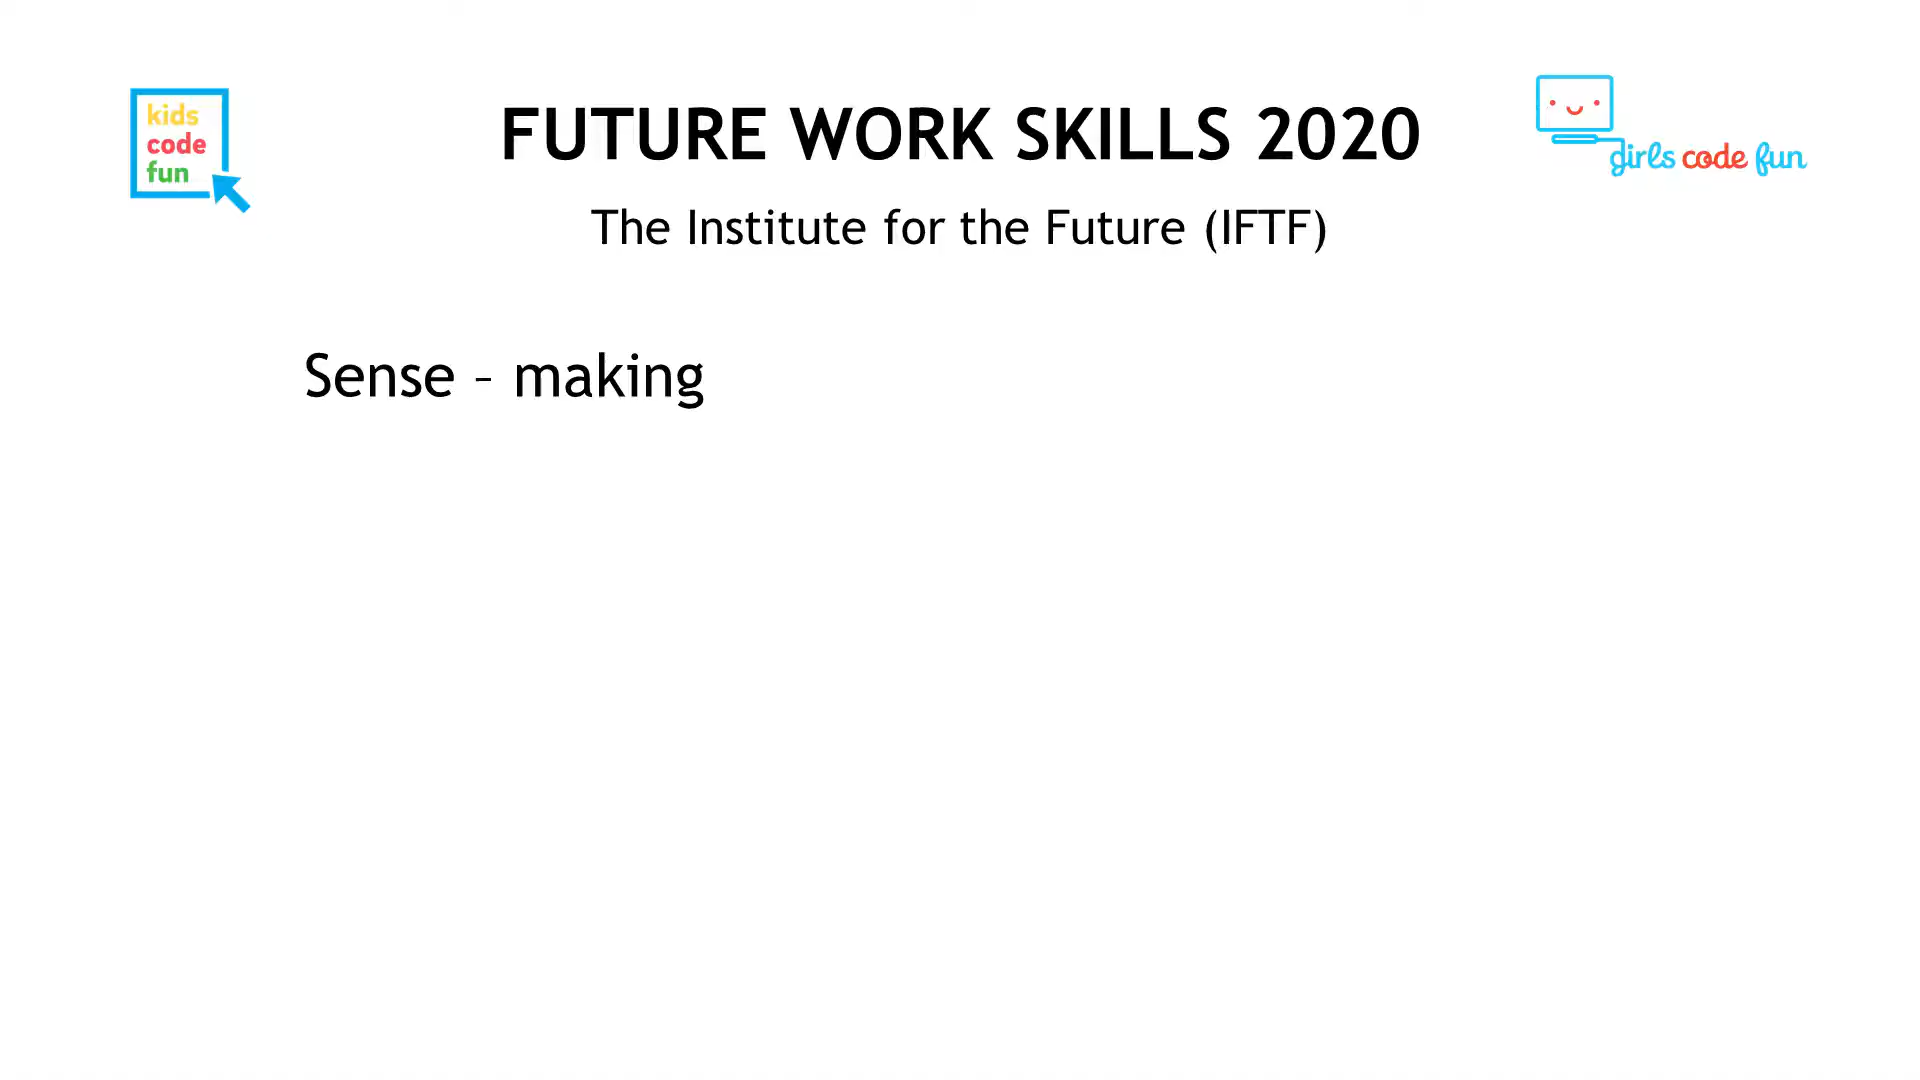 kids
code
fun
FUTURE WORK SKILLS 2020
The Institute for the Future (IFTF)
girls code fun
Sense – making